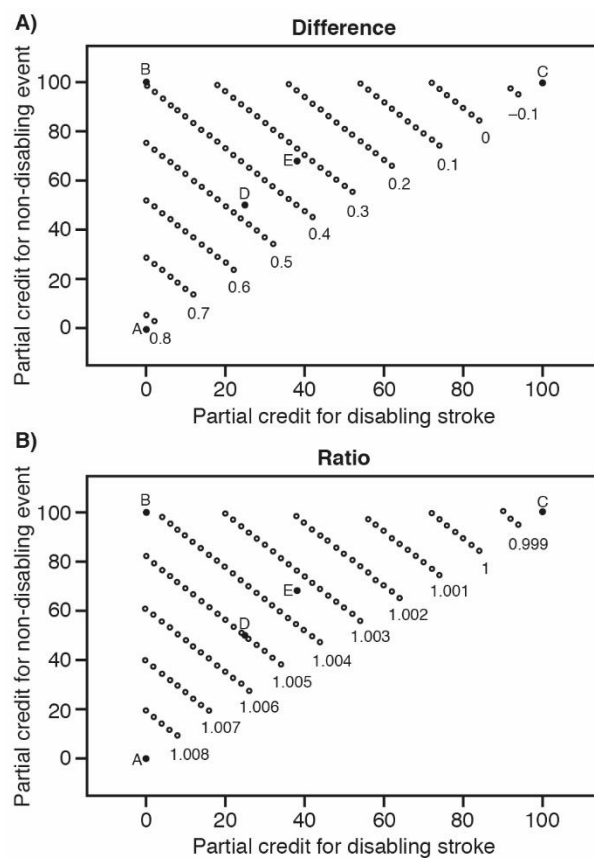 A)
Difference
Partial credit for non-disabling event
100
80
60
40
20
0
B
C
E
D
A
–0.1
0
0.1
0.2
0.3
0.4
0.5
0.6
0.7
0.8
0 20 40 60 80 100
Partial credit for disabling stroke
B)
Ratio
Partial credit for non-disabling event
100
80
60
40
20
0
B
C
E
D
A
0.999
1
1.001
1.002
1.003
1.004
1.005
1.006
1.007
1.008
0 20 40 60 80 100
Partial credit for disabling stroke